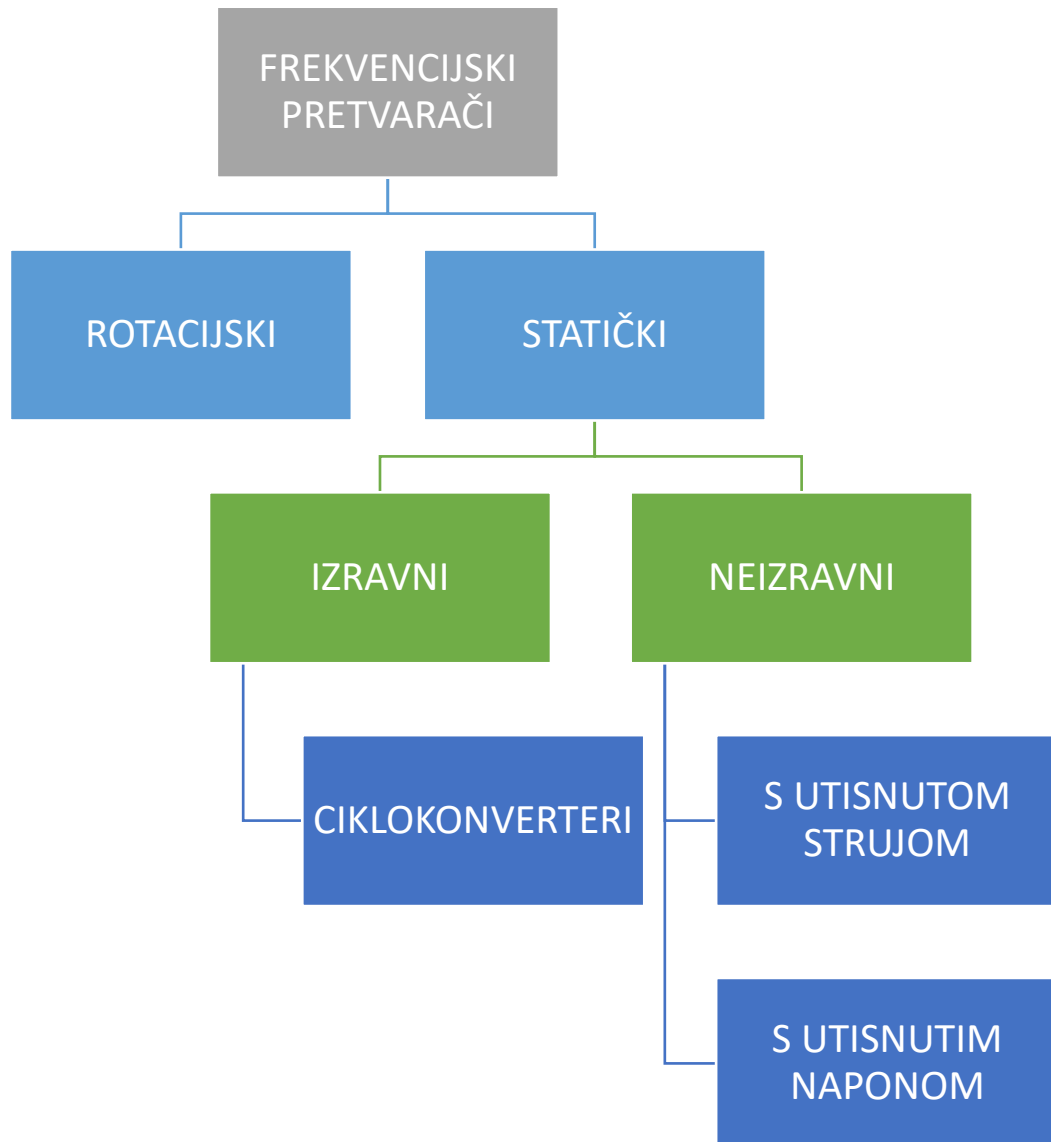 FREKVENCIJSKI
PRETVARAČI
ROTACIJSKI
STATIČKI
IZRAVNI
NEIZRAVNI
CIKLOKONVERTERI
S UTISNUTOM
STRUJOM
S UTISNUTIM
NAPONOM